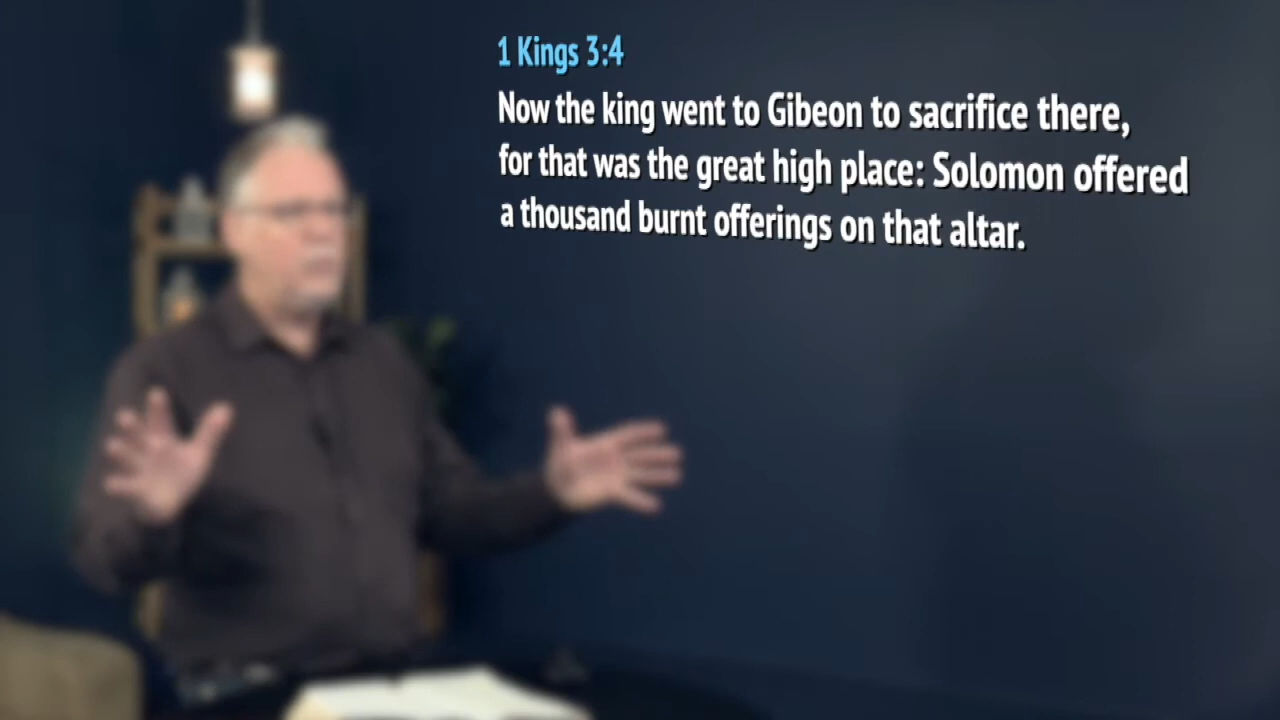 1 Kings 3:4
Now the king went to Gibeon to sacrifice there,
for that was the great high place: Solomon offered
a thousand burnt offerings on that altar.